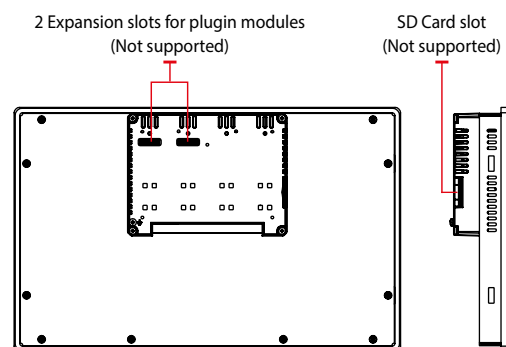 2 Expansion slots for plugin modules
(Not supported)
SD Card slot
(Not supported)